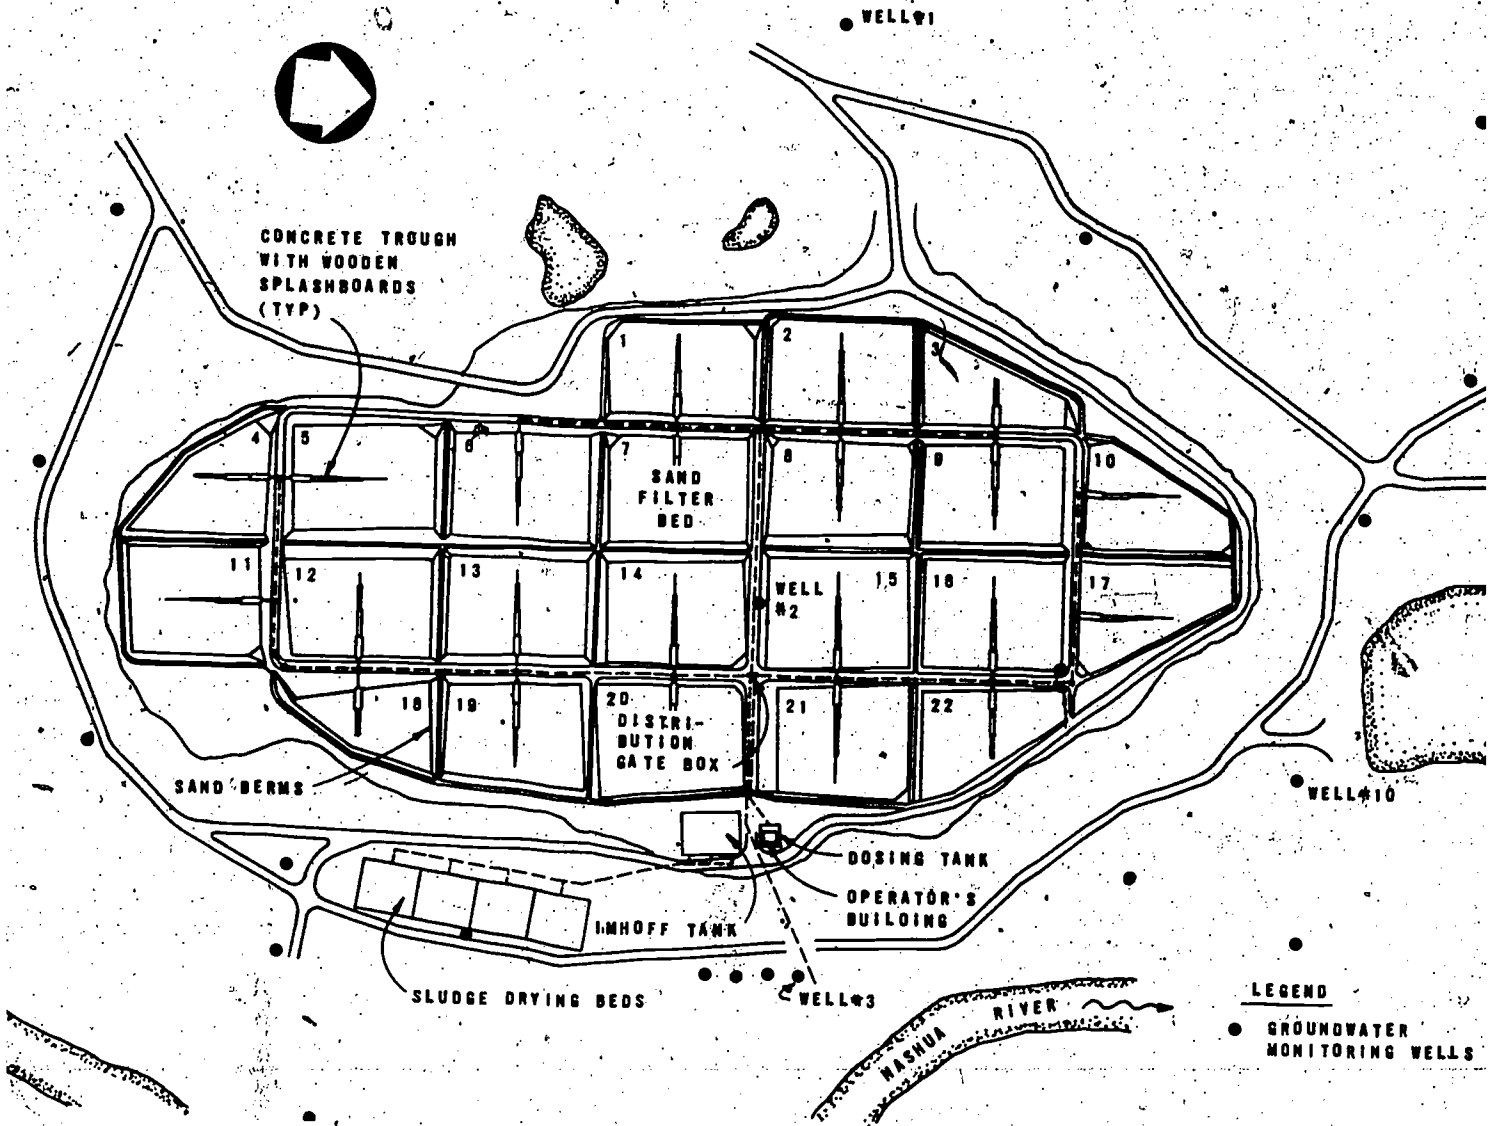 WELL#1
CONCRETE TROUGH
WITH WOODEN
SPLASHBOARDS
(TYP)
1
2
3
4
5
6
7
8
9
10
SAND
FILTER
BED
11
12
13
14
15
16
17
WELL
#2
18
19
20
21
22
DISTRI-
BUTION
GATE BOX
SAND BERMS
WELL#10
DOSING TANK
OPERATOR'S
BUILDING
IMHOFF TANK
SLUDGE DRYING BEDS
WELL#3
NASHUA RIVER
LEGEND
GROUNDWATER
MONITORING WELLS